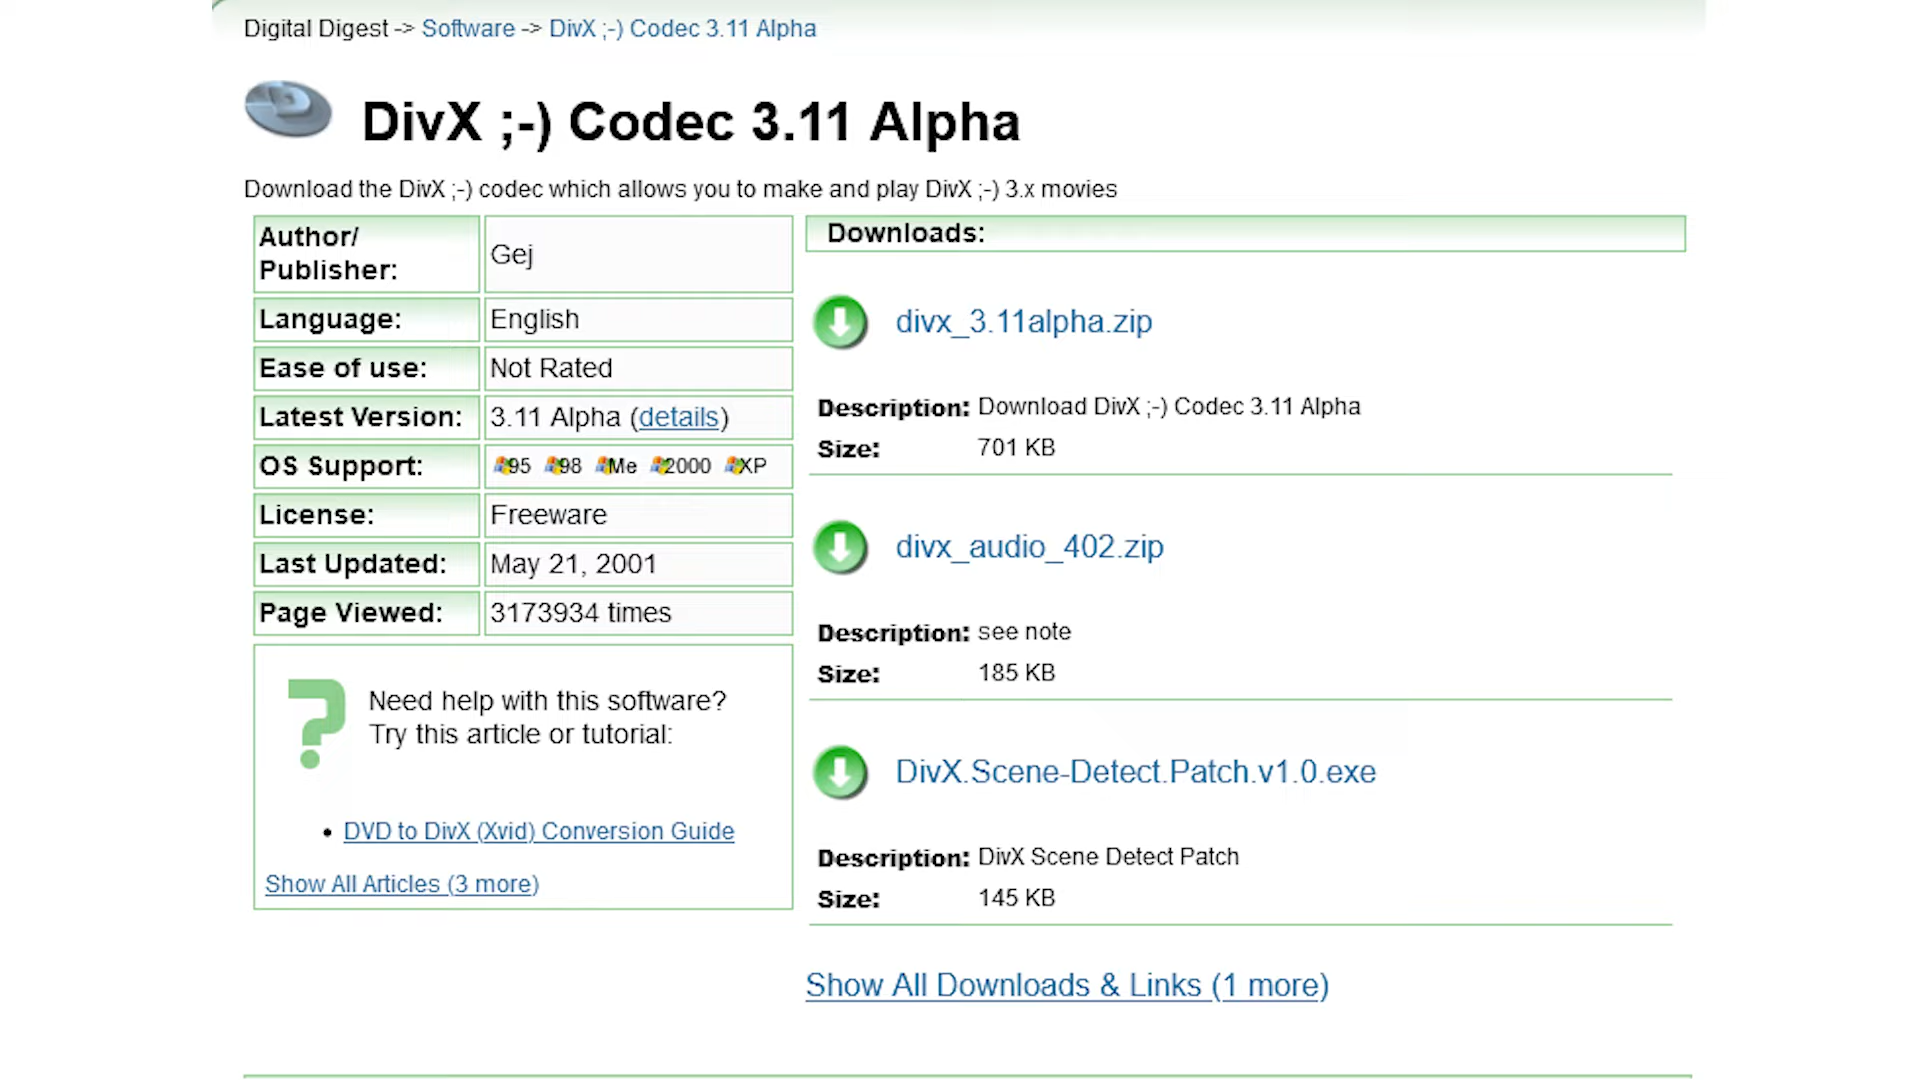 Digital Digest -> Software -> DivX ;-) Codec 3.11 Alpha
DivX ;-) Codec 3.11 Alpha
Download the DivX ;-) codec which allows you to make and play DivX ;-) 3.x movies
Author/
Publisher:
Gej
Language:
English
Ease of use:
Not Rated
Latest Version:
3.11 Alpha (details)
OS Support:
95 98 Me 2000 XP
License:
Freeware
Last Updated:
May 21, 2001
Page Viewed:
3173934 times
Need help with this software?
Try this article or tutorial:
• DVD to DivX (Xvid) Conversion Guide
Show All Articles (3 more)
Downloads:
divx_3.11alpha.zip
Description: Download DivX ;-) Codec 3.11 Alpha
Size: 701 KB
divx_audio_402.zip
Description: see note
Size: 185 KB
DivX.Scene-Detect.Patch.v1.0.exe
Description: DivX Scene Detect Patch
Size: 145 KB
Show All Downloads & Links (1 more)